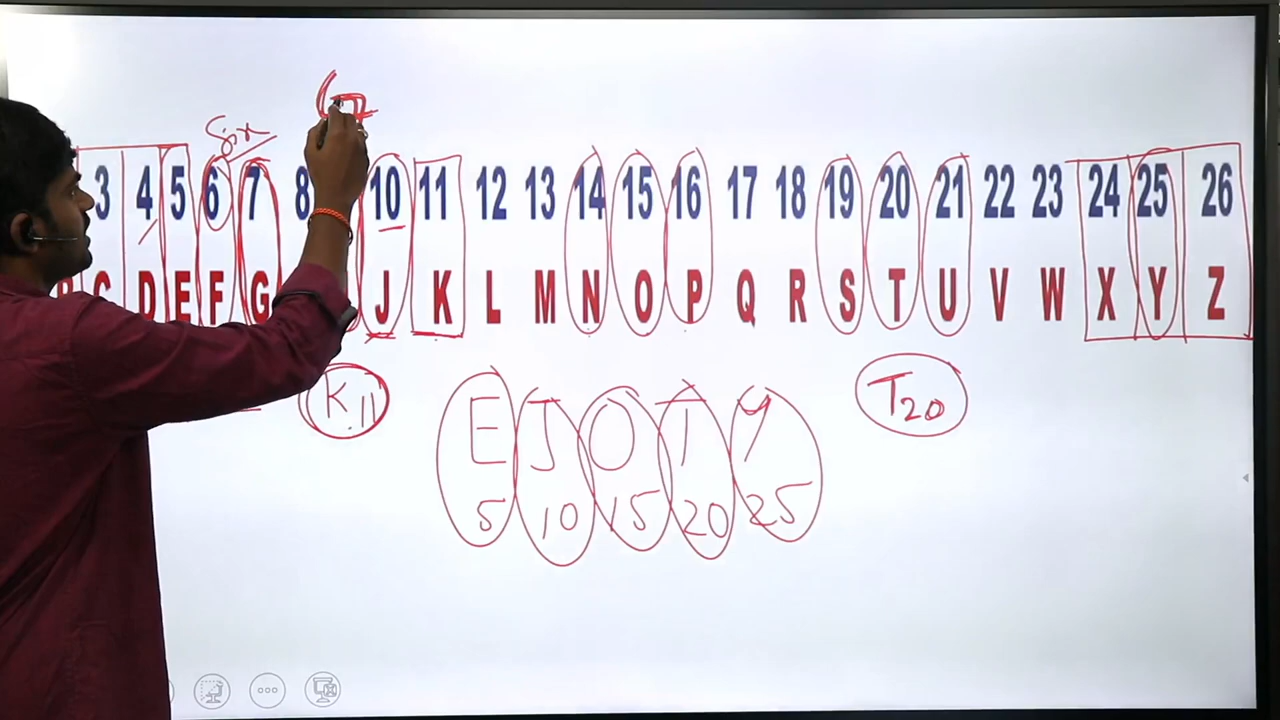 G
Six
3 4 5 6 7 8 10 11 12 13 14 15 16 17 18 19 20 21 22 23 24 25 26
C D E F G J K L M N O P Q R S T U V W X Y Z
K 11 E J O T Y T 20
5 10 15 20 25